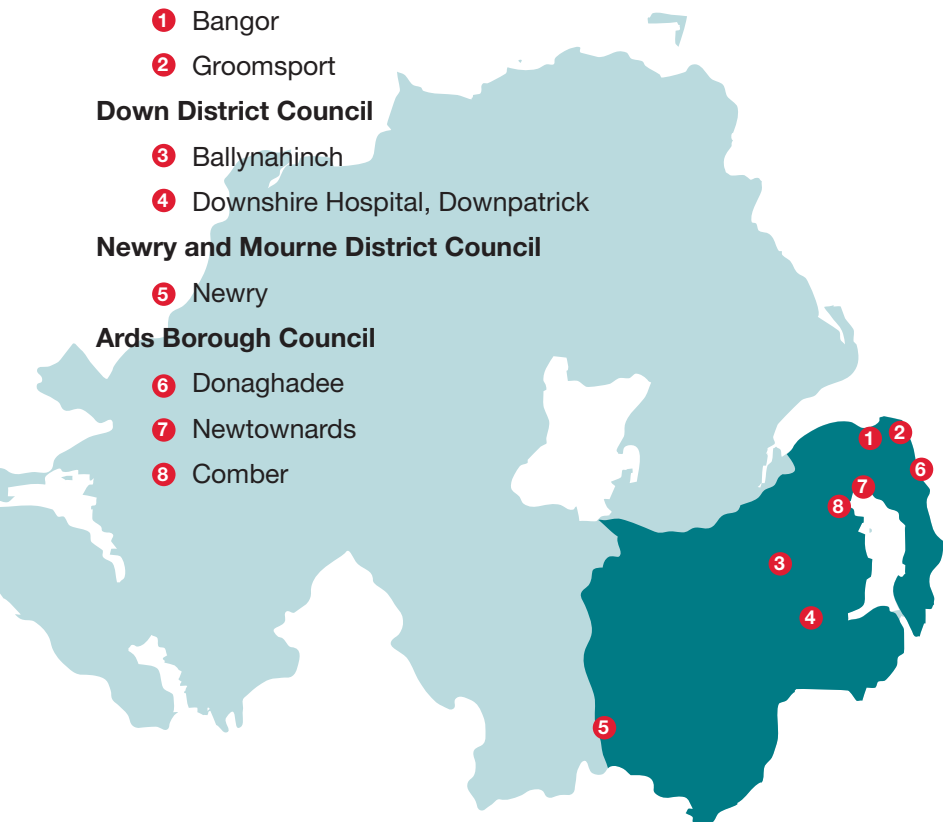 1 Bangor
2 Groomsport
Down District Council
3 Ballynahinch
4 Downshire Hospital, Downpatrick
Newry and Mourne District Council
5 Newry
Ards Borough Council
6 Donaghadee
7 Newtownards
8 Comber
1
2
6
7
8
3
4
5